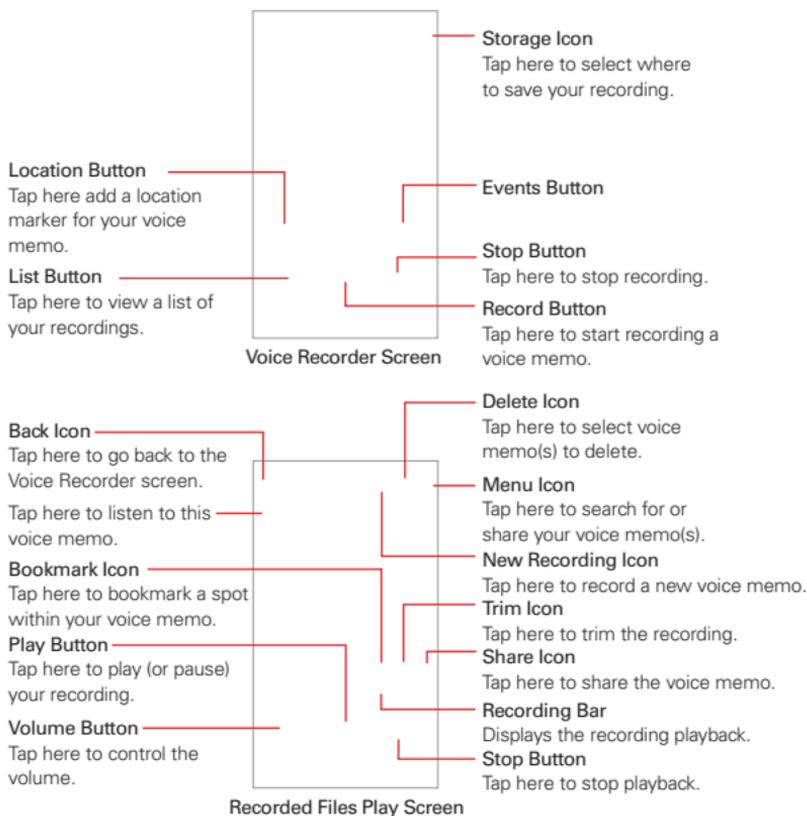 Storage Icon
Tap here to select where
to save your recording.
Location Button
Tap here add a location
marker for your voice
memo.
List Button
Tap here to view a list of
your recordings.
Events Button
Stop Button
Tap here to stop recording.
Record Button
Tap here to start recording a
voice memo.
Voice Recorder Screen
Back Icon
Tap here to go back to the
Voice Recorder screen.
Tap here to listen to this
voice memo.
Bookmark Icon
Tap here to bookmark a spot
within your voice memo.
Play Button
Tap here to play (or pause)
your recording.
Volume Button
Tap here to control the
volume.
Delete Icon
Tap here to select voice
memo(s) to delete.
Menu Icon
Tap here to search for or
share your voice memo(s).
New Recording Icon
Tap here to record a new voice memo.
Trim Icon
Tap here to trim the recording.
Share Icon
Tap here to share the voice memo.
Recording Bar
Displays the recording playback.
Stop Button
Tap here to stop playback.
Recorded Files Play Screen